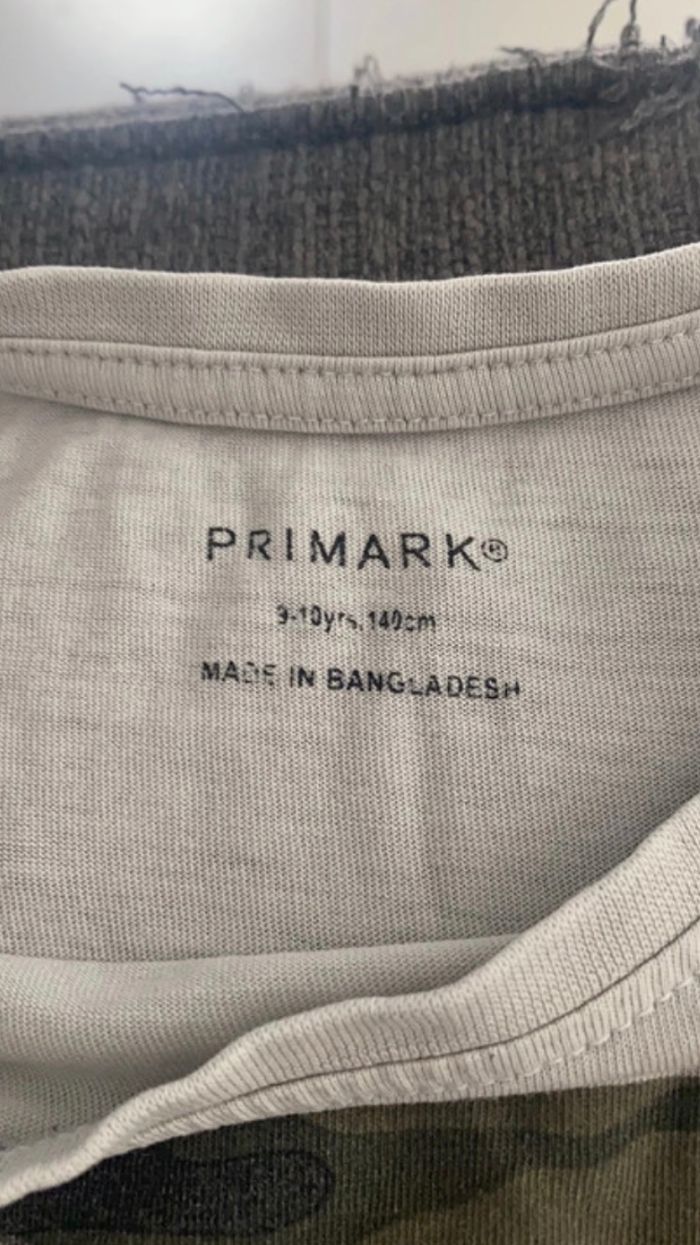 PRIMARK®
9-10yrs, 140cm
MADE IN BANGLADESH